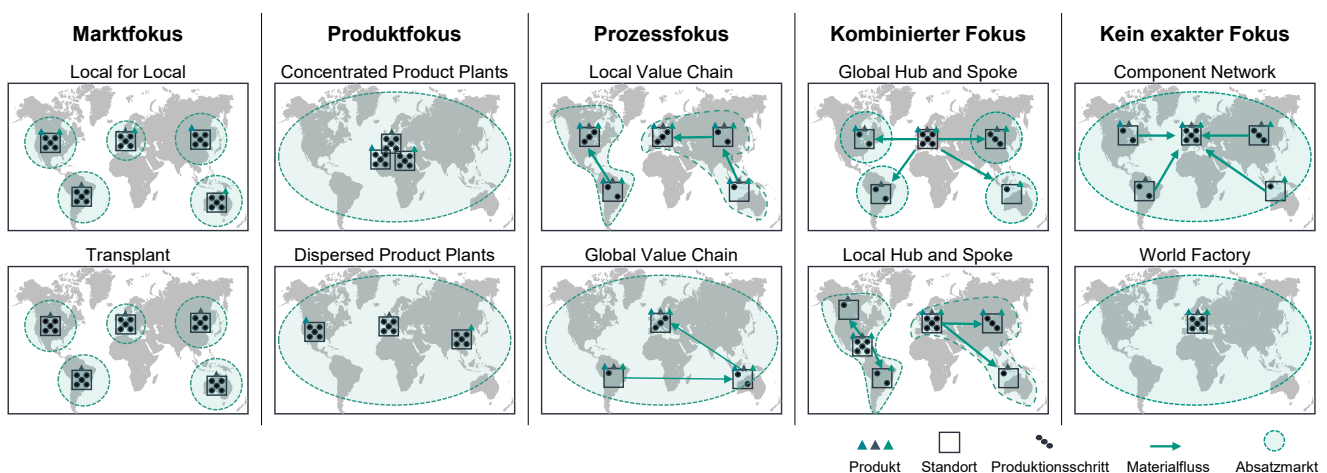 Marktfokus
Produktfokus
Prozessfokus
Kombinierter Fokus
Kein exakter Fokus
Local for Local
Concentrated Product Plants
Local Value Chain
Global Hub and Spoke
Component Network
Transplant
Dispersed Product Plants
Global Value Chain
Local Hub and Spoke
World Factory
Produkt
Standort
Produktionsschritt
Materialfluss
Absatzmarkt